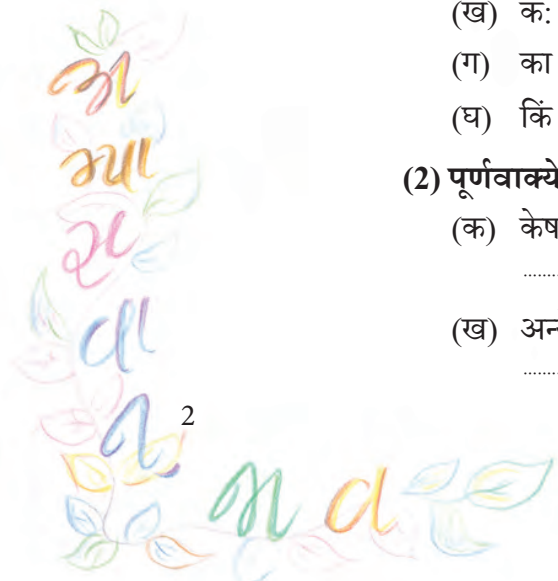 (ख) कः
(ग) का
(घ) किं
(2) पूर्णवाक्ये
(क) केष
(ख) अन्
અ
ભ્યા
સ
વા
ન્
ભ વ
2